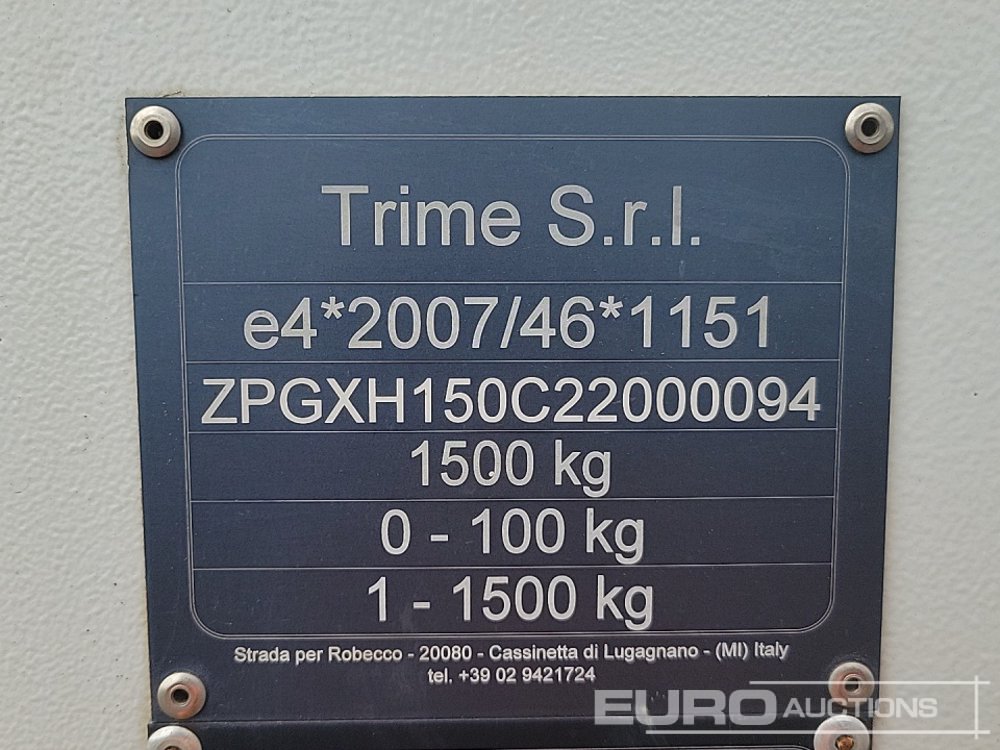 Trime S.r.l.
e4*2007/46*1151
ZPGXH150C22000094
1500 kg
0 - 100 kg
1 - 1500 kg
Strada per Robecco - 20080 - Cassinetta di Lugagnano - (MI) Italy
tel. +39 02 9421724
EURO AUCTIONS